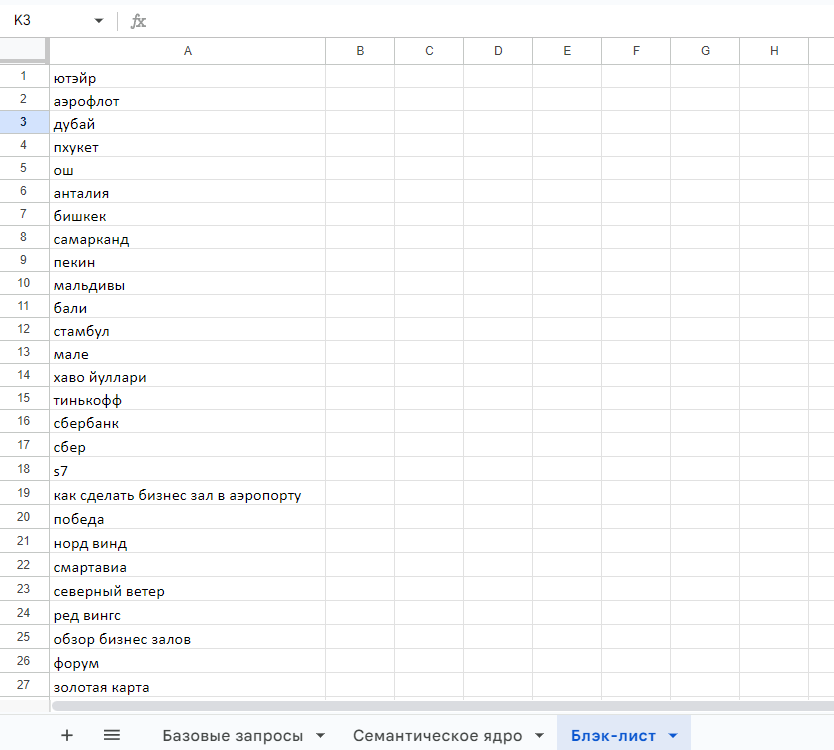 K3
fx
A B C D E F G H
1 ютэйр
2 аэрофлот
3 дубай
4 пхукет
5 ош
6 анталия
7 бишкек
8 самарканд
9 пекин
10 мальдивы
11 бали
12 стамбул
13 мале
14 хаво йуллари
15 тинькофф
16 сбербанк
17 сбер
18 s7
19 как сделать бизнес зал в аэропорту
20 победа
21 норд винд
22 смартавиа
23 северный ветер
24 ред вингс
25 обзор бизнес залов
26 форум
27 золотая карта
Базовые запросы Семантическое ядро Блэк-лист